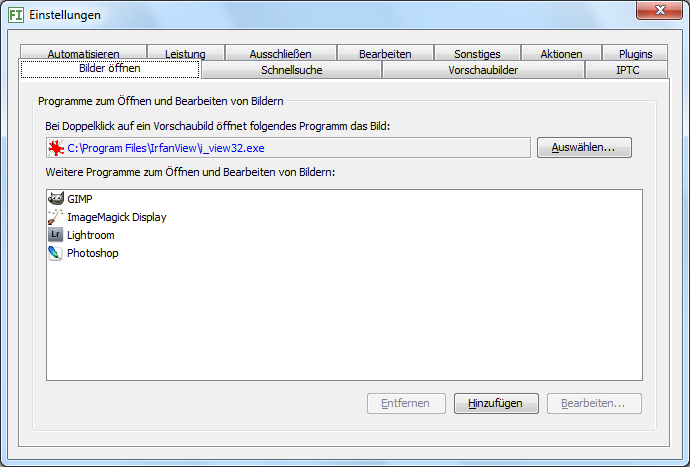 FI Einstellungen
Automatisieren Leistung Ausschließen Bearbeiten Sonstiges Aktionen Plugins
Bilder öffnen Schnellsuche Vorschaubilder IPTC
Programme zum Öffnen und Bearbeiten von Bildern
Bei Doppelklick auf ein Vorschaubild öffnet folgendes Programm das Bild:
C:\Program Files\IrfanView\i_view32.exe Auswählen...
Weitere Programme zum Öffnen und Bearbeiten von Bildern:
GIMP
ImageMagick Display
Lr Lightroom
Photoshop
Entfernen Hinzufügen Bearbeiten...